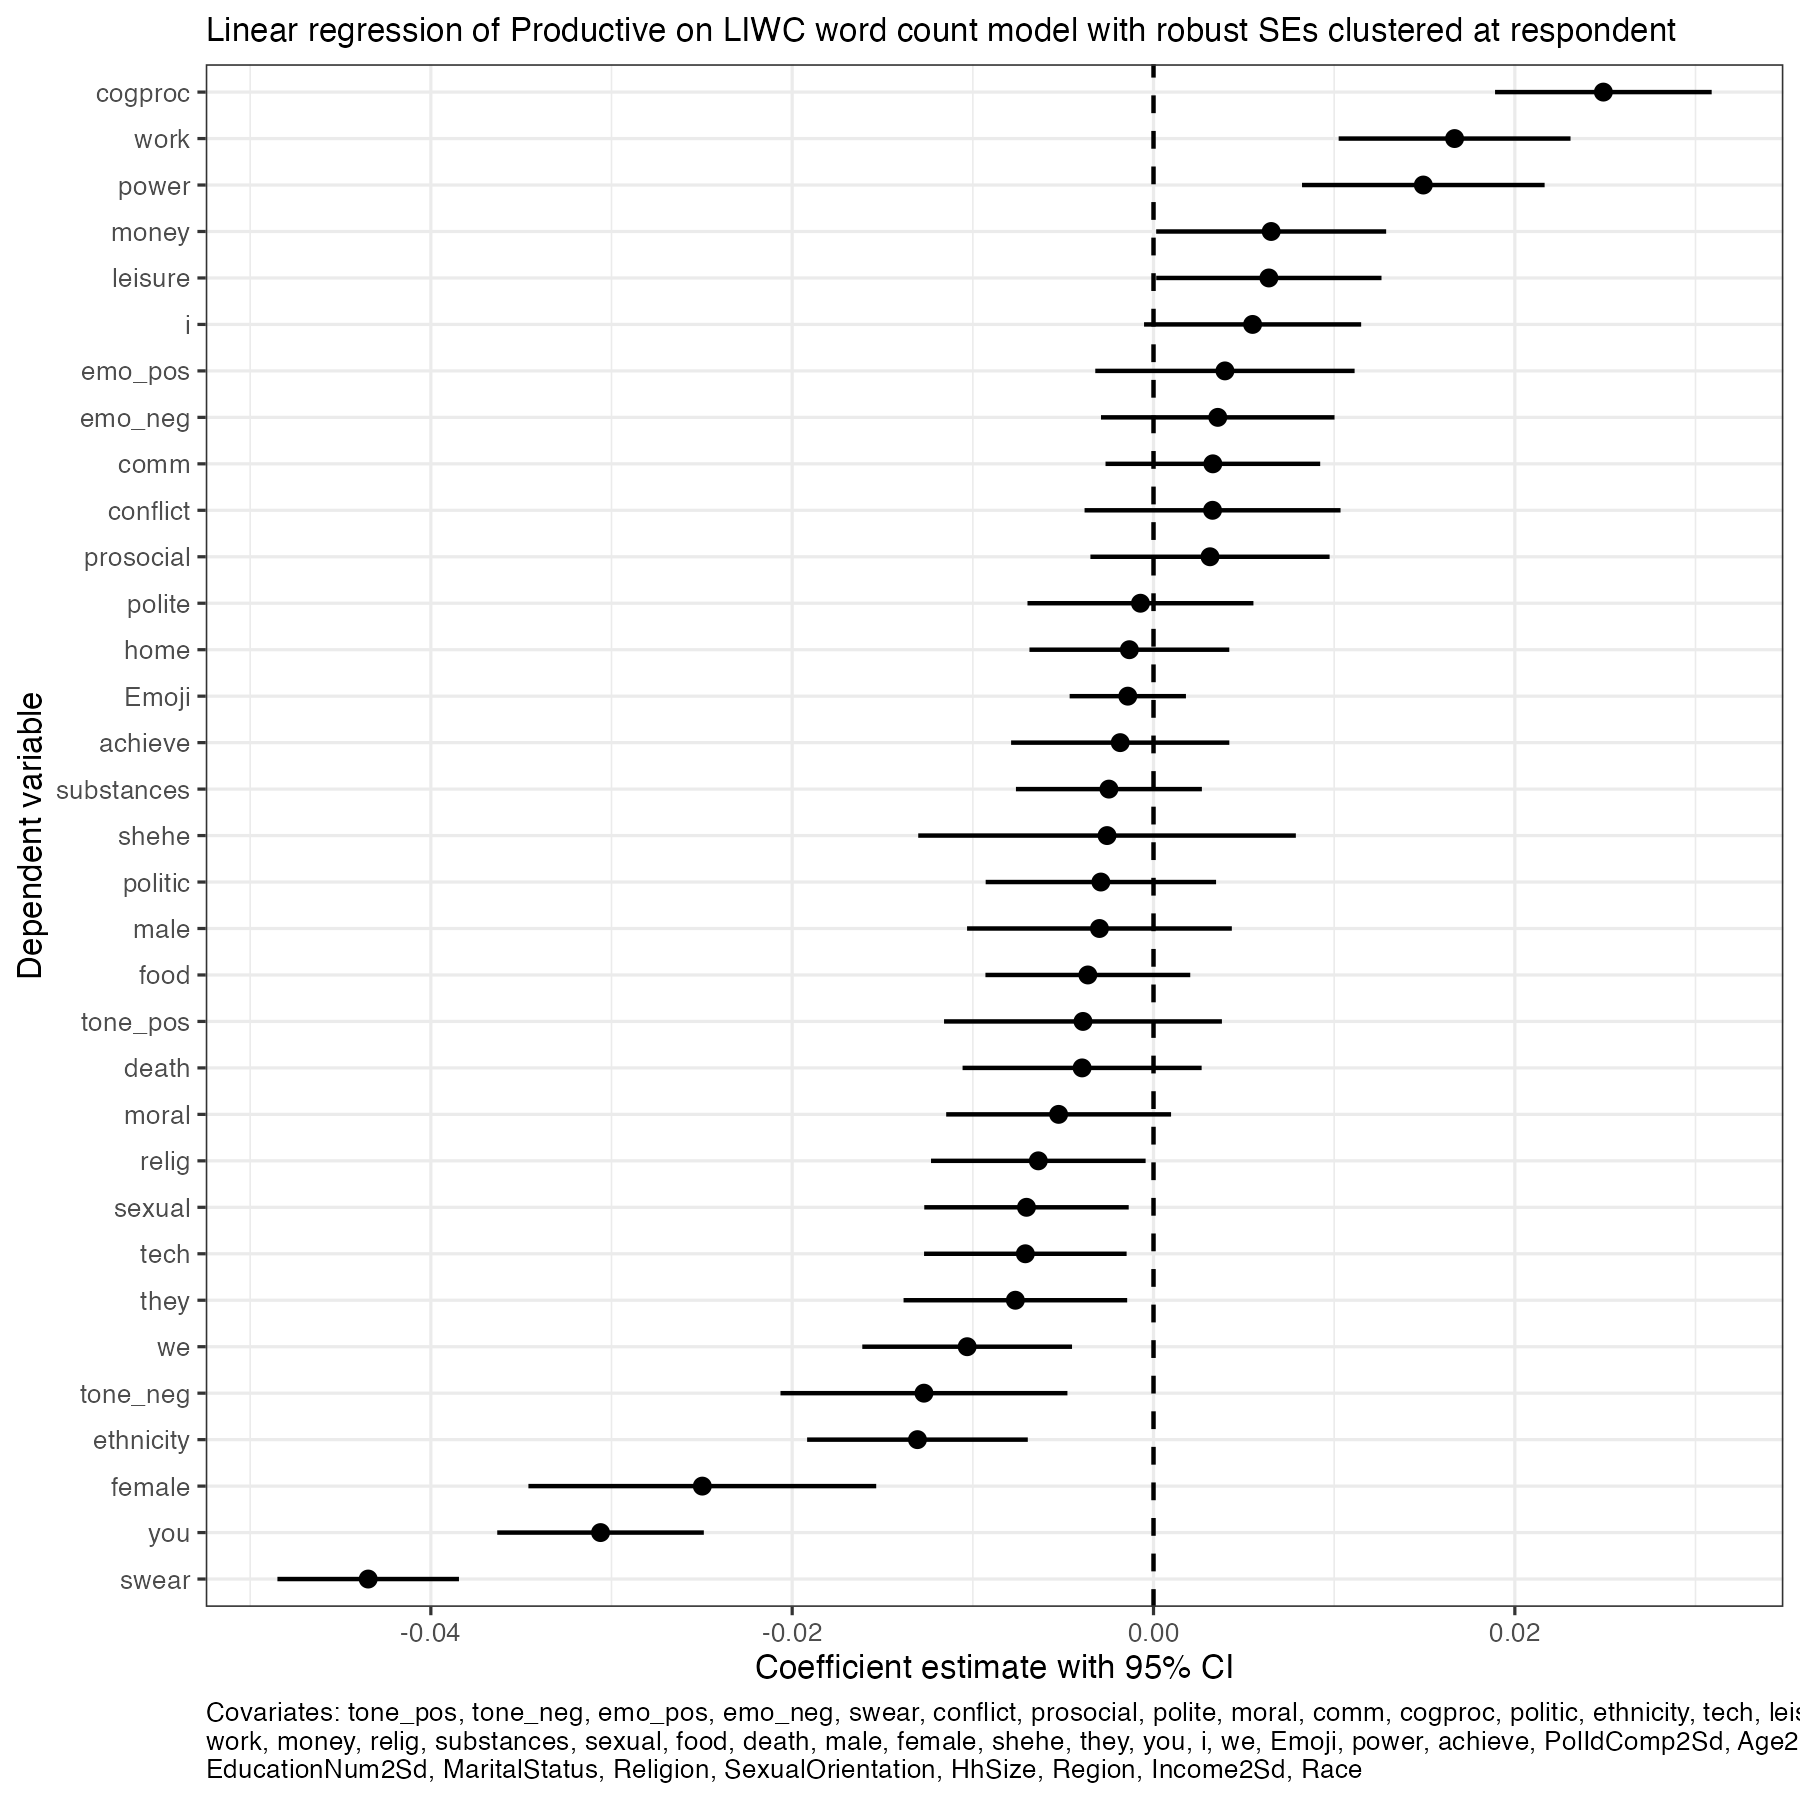 Linear regression of Productive on LIWC word count model with robust SEs clustered at respondent
cogproc
work
power
money
leisure
i
emo_pos
emo_neg
comm
conflict
prosocial
polite
home
Emoji
achieve
substances
shehe
politic
male
food
tone_pos
death
moral
relig
sexual
tech
they
we
tone_neg
ethnicity
female
you
swear
Dependent variable
-0.04
-0.02
0.00
0.02
Coefficient estimate with 95% CI
Covariates: tone_pos, tone_neg, emo_pos, emo_neg, swear, conflict, prosocial, polite, moral, comm, cogproc, politic, ethnicity, tech, leis
work, money, relig, substances, sexual, food, death, male, female, shehe, they, you, i, we, Emoji, power, achieve, PolIdComp2Sd, Age2
EducationNum2Sd, MaritalStatus, Religion, SexualOrientation, HhSize, Region, Income2Sd, Race